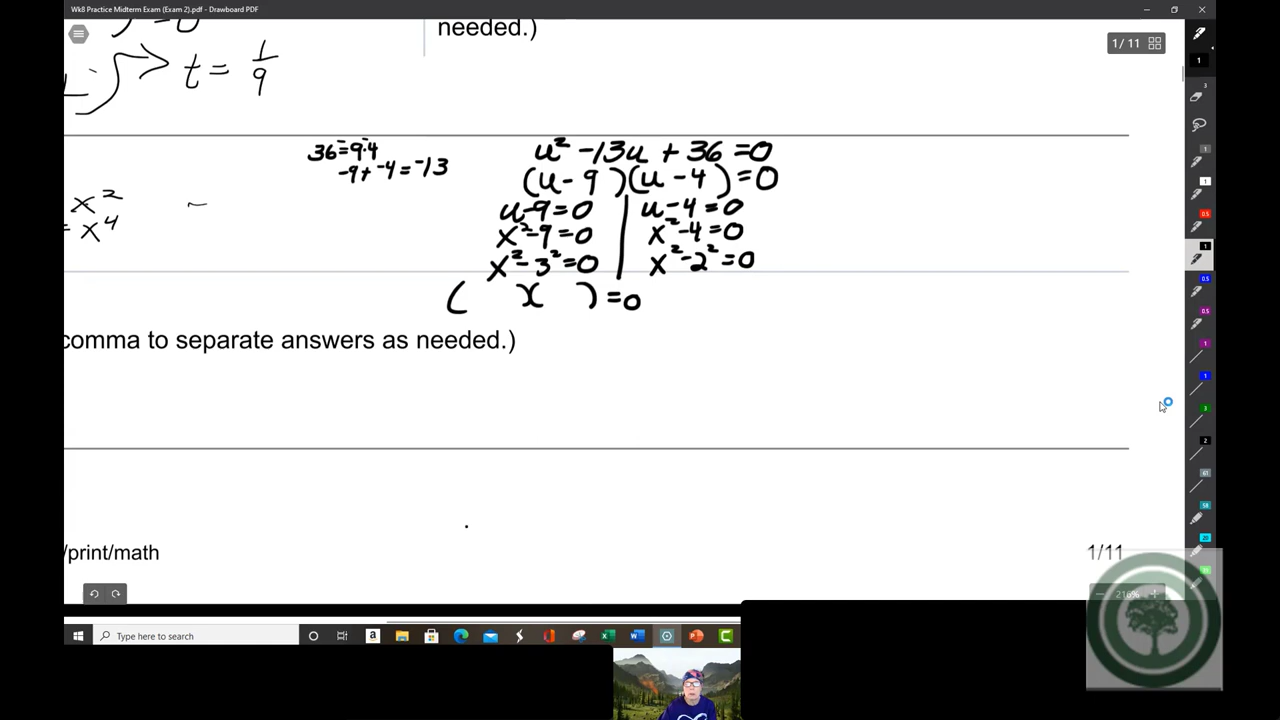 Wk8 Practice Midterm Exam (Exam 2).pdf - Drawboard PDF
needed.)
1 / 11
t = 1/9
36 = -9·-4
-9 + -4 = -13
u² - 13u + 36 = 0
(u - 9)(u - 4) = 0
u - 9 = 0 | u - 4 = 0
x² - 9 = 0 | x² - 4 = 0
x² - 3² = 0 | x² - 2² = 0
x²
= x⁴
( )( ) = 0
comma to separate answers as needed.)
/print/math
1/11
216%
Type here to search